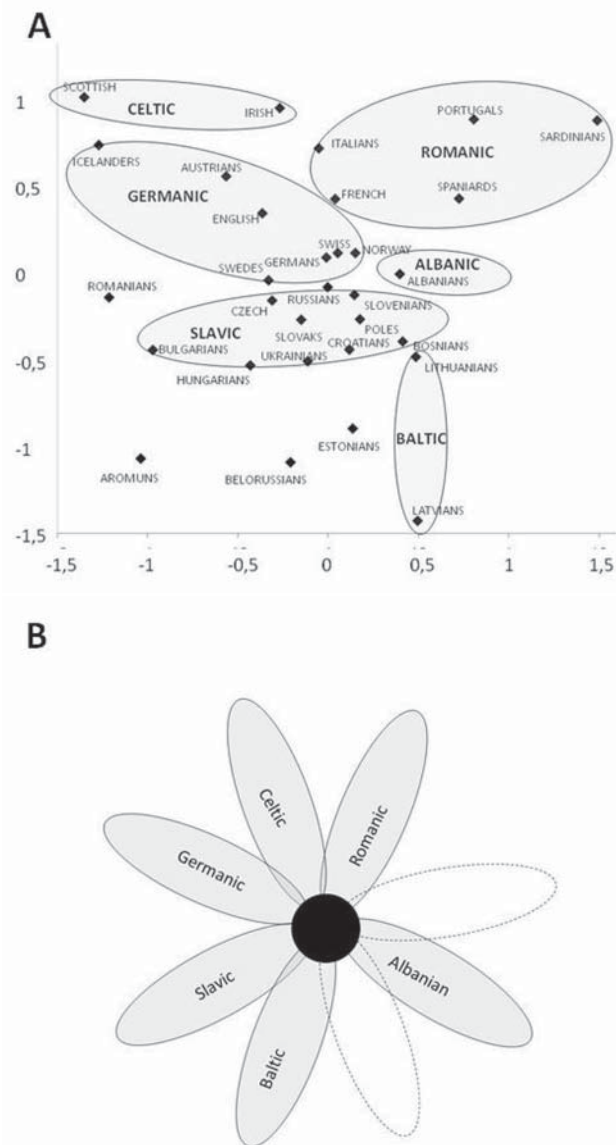 A
SCOTTISH
1
CELTIC
IRISH
PORTUGALS
SARDINIANS
ICELANDERS
ITALIANS
ROMANIC
AUSTRIANS
0,5
GERMANIC
FRENCH
SPANIARDS
ENGLISH
SWISS
NORWAY
GERMANS
ALBANIC
SWEDES
0
ALBANIANS
ROMANIANS
RUSSIANS
SLOVENIANS
CZECH
SLAVIC
SLOVAKS
POLES
CROATIANS
BOSNIANS
-0,5
BULGARIANS
UKRAINIANS
LITHUANIANS
HUNGARIANS
BALTIC
ESTONIANS
-1
AROMUNS
BELORUSSIANS
LATVIANS
-1,5
-1,5 -1 -0,5 0 0,5 1 1,5
B
Celtic
Romanic
Germanic
Albanian
Slavic
Baltic